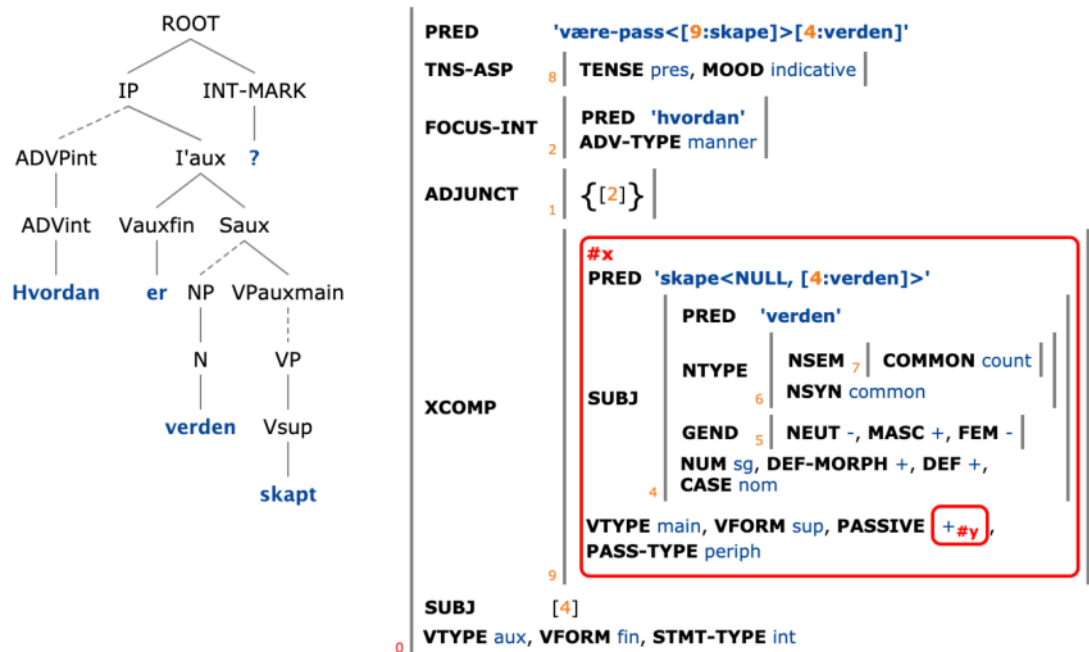 ROOT
IP INT-MARK
ADVPint I'aux ?
ADVint Vauxfin Saux
Hvordan er NP VPauxmain
N VP
verden Vsup
skapt
PRED 'være-pass<[9:skape]>[4:verden]'
TNS-ASP 8 TENSE pres, MOOD indicative
PRED 'hvordan'
FOCUS-INT 2 ADV-TYPE manner
ADJUNCT 1 {[2]}
#x
PRED 'skape<NULL, [4:verden]>'
PRED 'verden'
NTYPE 6 NSEM 7 COMMON count
NSYN common
XCOMP SUBJ
GEND 5 NEUT -, MASC +, FEM -
NUM sg, DEF-MORPH +, DEF +,
4 CASE nom
VTYPE main, VFORM sup, PASSIVE +#y,
PASS-TYPE periph
9
SUBJ [4]
0 VTYPE aux, VFORM fin, STMT-TYPE int